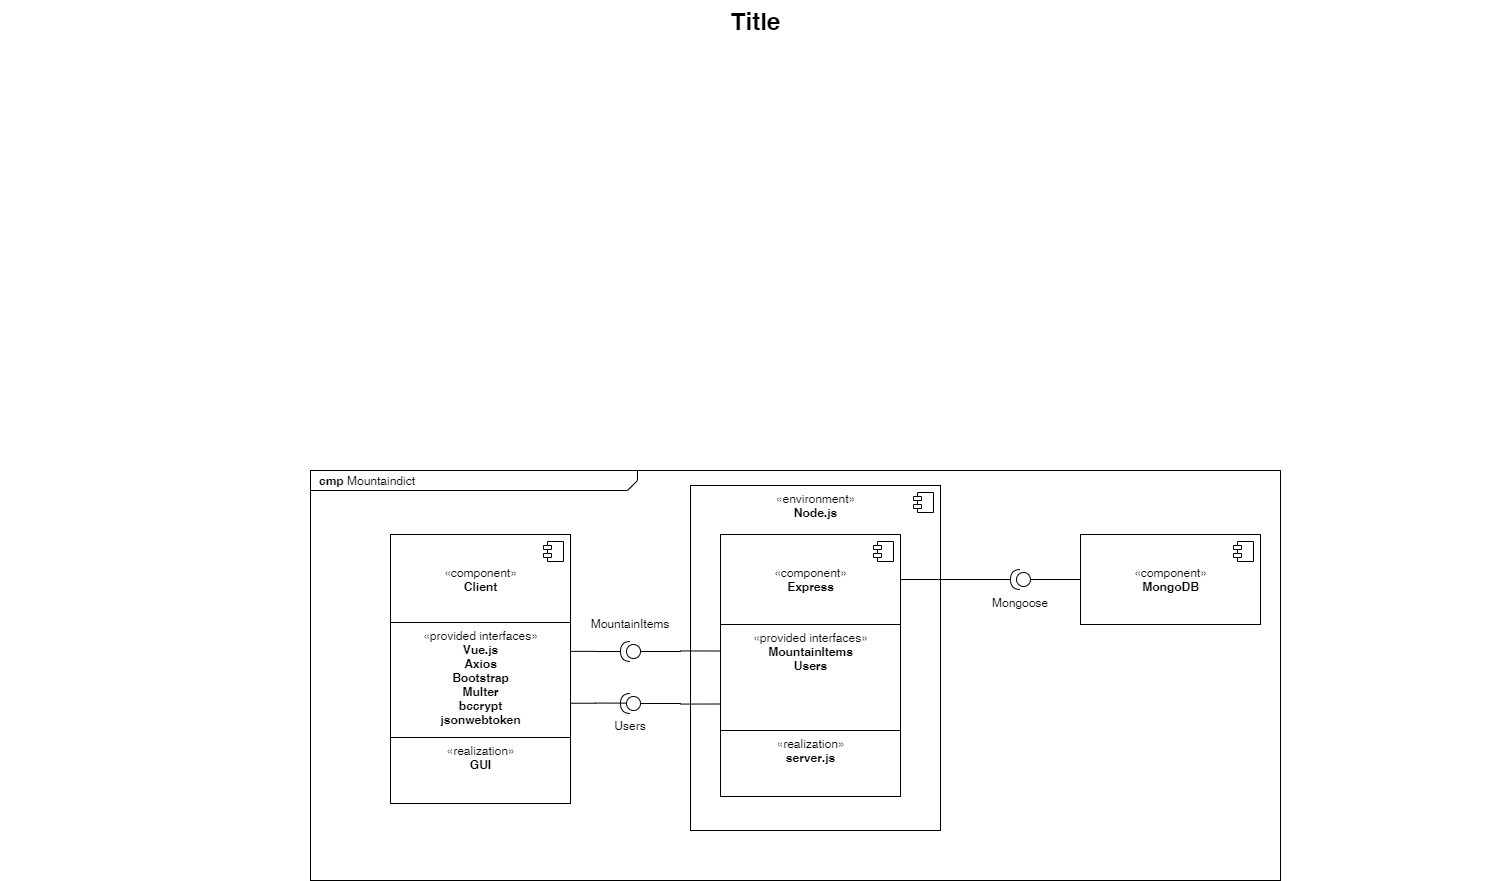 Title
cmp Mountaindict
«environment»
Node.js
«component»
Client
«provided interfaces»
Vue.js
Axios
Bootstrap
Multer
bccrypt
jsonwebtoken
«realization»
GUI
MountainItems
Users
«component»
Express
«provided interfaces»
MountainItems
Users
«realization»
server.js
Mongoose
«component»
MongoDB